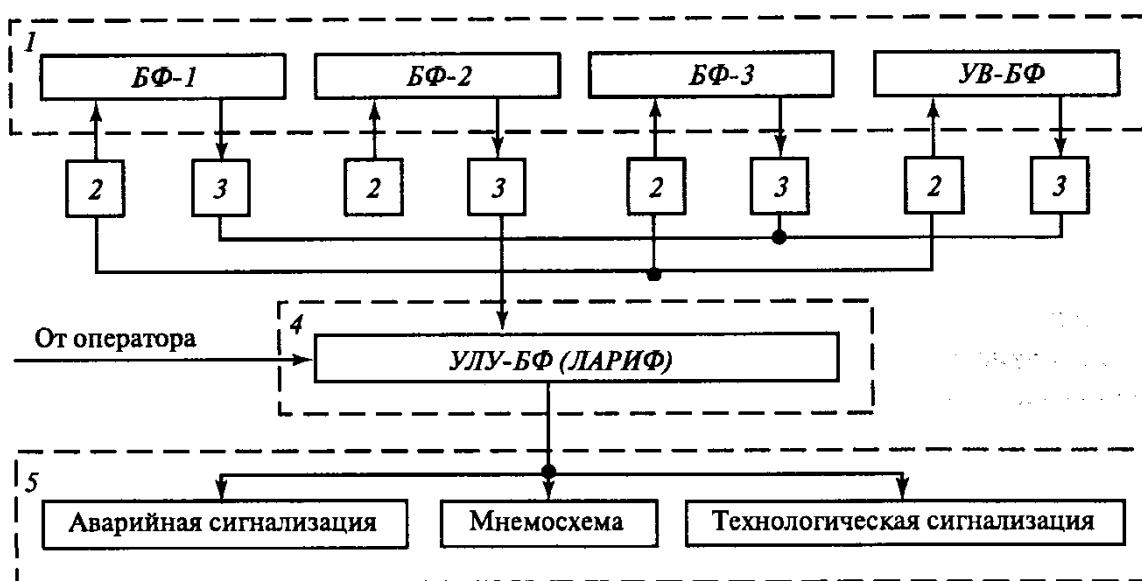 1
БФ-1 БФ-2 БФ-3 УВ-БФ
2 3 2 3 2 3 2 3
4
От оператора
УЛУ-БФ (ЛАРИФ)
5
Аварийная сигнализация Мнемосхема Технологическая сигнализация